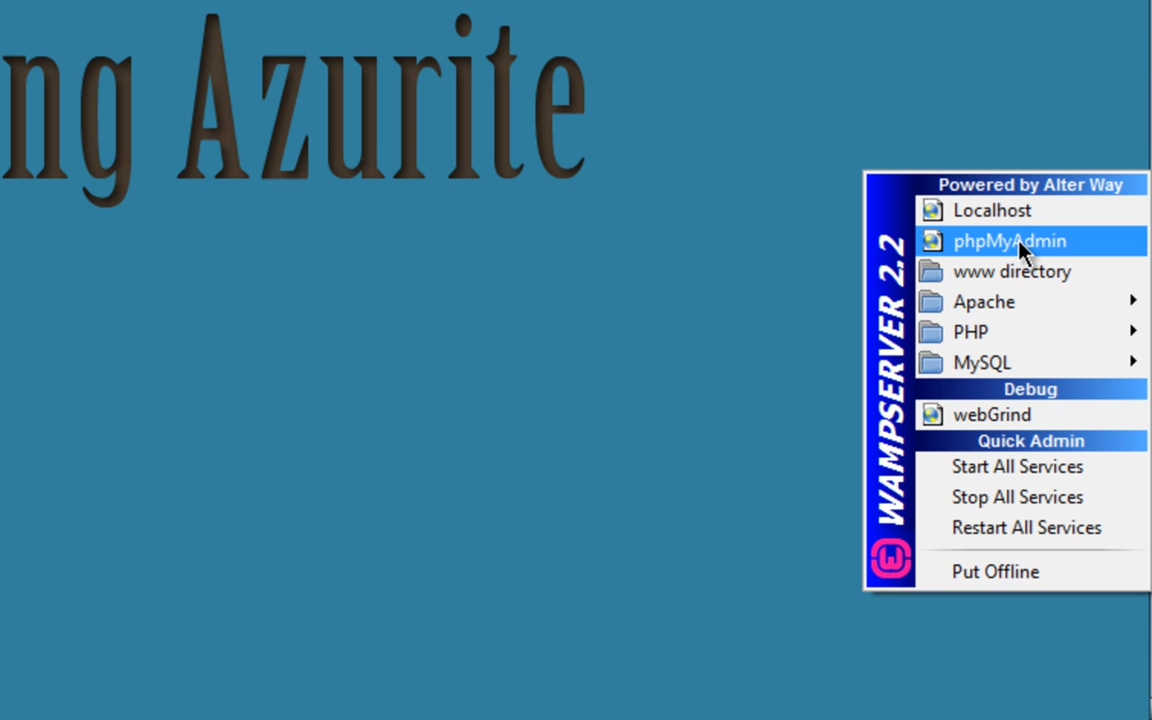 ng Azurite
WAMPSERVER 2.2
Powered by Alter Way
Localhost
phpMyAdmin
www directory
Apache
PHP
MySQL
Debug
webGrind
Quick Admin
Start All Services
Stop All Services
Restart All Services
Put Offline